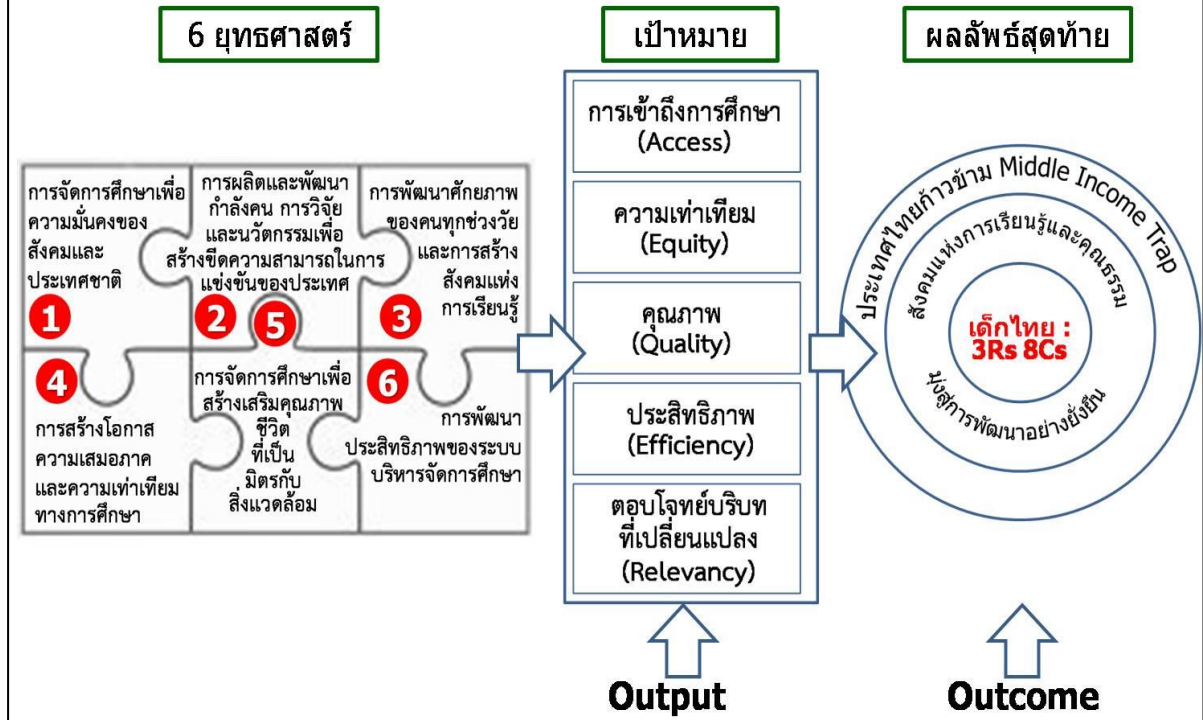 6 ยุทธศาสตร์
เป้าหมาย
ผลลัพธ์สุดท้าย
การจัดการศึกษาเพื่อ
ความมั่นคงของ
สังคมและ
ประเทศชาติ
1
การผลิตและพัฒนา
กำลังคน การวิจัย
และนวัตกรรมเพื่อ
สร้างขีดความสามารถในการ
แข่งขันของประเทศ
2
การพัฒนาศักยภาพ
ของคนทุกช่วงวัย
และการสร้าง
สังคมแห่ง
การเรียนรู้
3
4
การสร้างโอกาส
ความเสมอภาค
และความเท่าเทียม
ทางการศึกษา
5
การจัดการศึกษาเพื่อ
สร้างเสริมคุณภาพ
ชีวิต
ที่เป็น
มิตรกับ
สิ่งแวดล้อม
6
การพัฒนา
ประสิทธิภาพของระบบ
บริหารจัดการศึกษา
การเข้าถึงการศึกษา
(Access)
ความเท่าเทียม
(Equity)
คุณภาพ
(Quality)
ประสิทธิภาพ
(Efficiency)
ตอบโจทย์บริบท
ที่เปลี่ยนแปลง
(Relevancy)
ประเทศไทยก้าวข้าม Middle Income Trap
สังคมแห่งการเรียนรู้และคุณธรรม
เด็กไทย :
3Rs 8Cs
มุ่งสู่การพัฒนาอย่างยั่งยืน
Output
Outcome